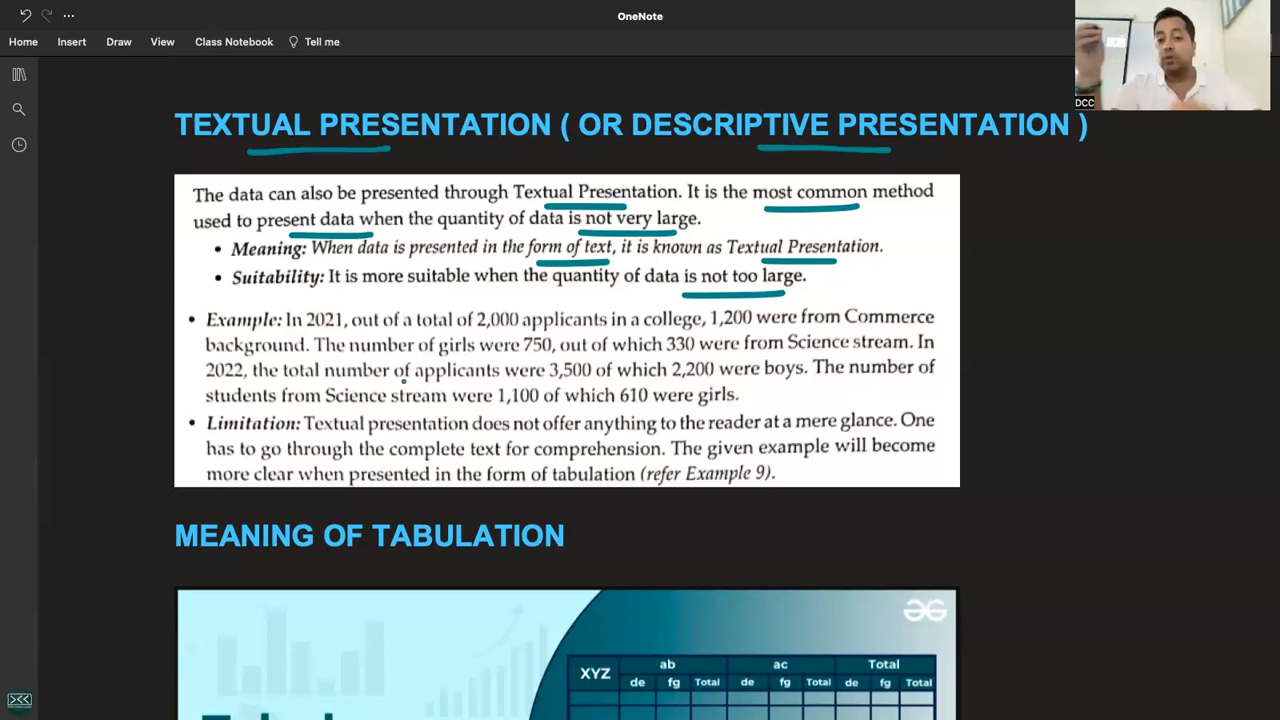 OneNote
Home Insert Draw View Class Notebook Tell me
DCC
TEXTUAL PRESENTATION ( OR DESCRIPTIVE PRESENTATION )
The data can also be presented through Textual Presentation. It is the most common method
used to present data when the quantity of data is not very large.
• Meaning: When data is presented in the form of text, it is known as Textual Presentation.
• Suitability: It is more suitable when the quantity of data is not too large.
• Example: In 2021, out of a total of 2,000 applicants in a college, 1,200 were from Commerce
background. The number of girls were 750, out of which 330 were from Science stream. In
2022, the total number of applicants were 3,500 of which 2,200 were boys. The number of
students from Science stream were 1,100 of which 610 were girls.
• Limitation: Textual presentation does not offer anything to the reader at a mere glance. One
has to go through the complete text for comprehension. The given example will become
more clear when presented in the form of tabulation (refer Example 9).
MEANING OF TABULATION
XYZ ab ac Total
de fg Total de fg Total de fg Total